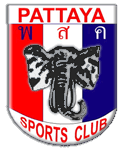 PATTAYA
พ ส ค
SPORTS CLUB